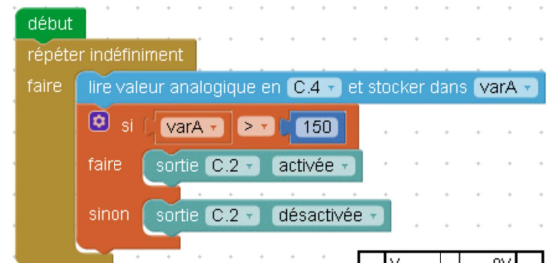 début
répéter indéfiniment
faire lire valeur analogique en C.4 et stocker dans varA
si varA > 150
faire sortie C.2 activée
sinon sortie C.2 désactivée